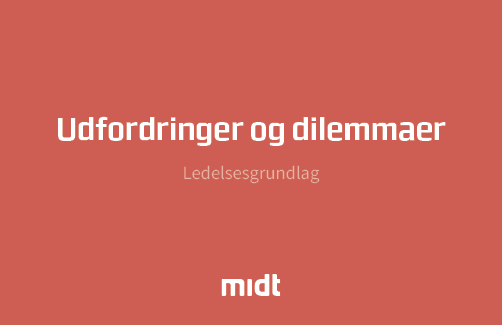 Udfordringer og dilemmaer
Ledelsesgrundlag
midt